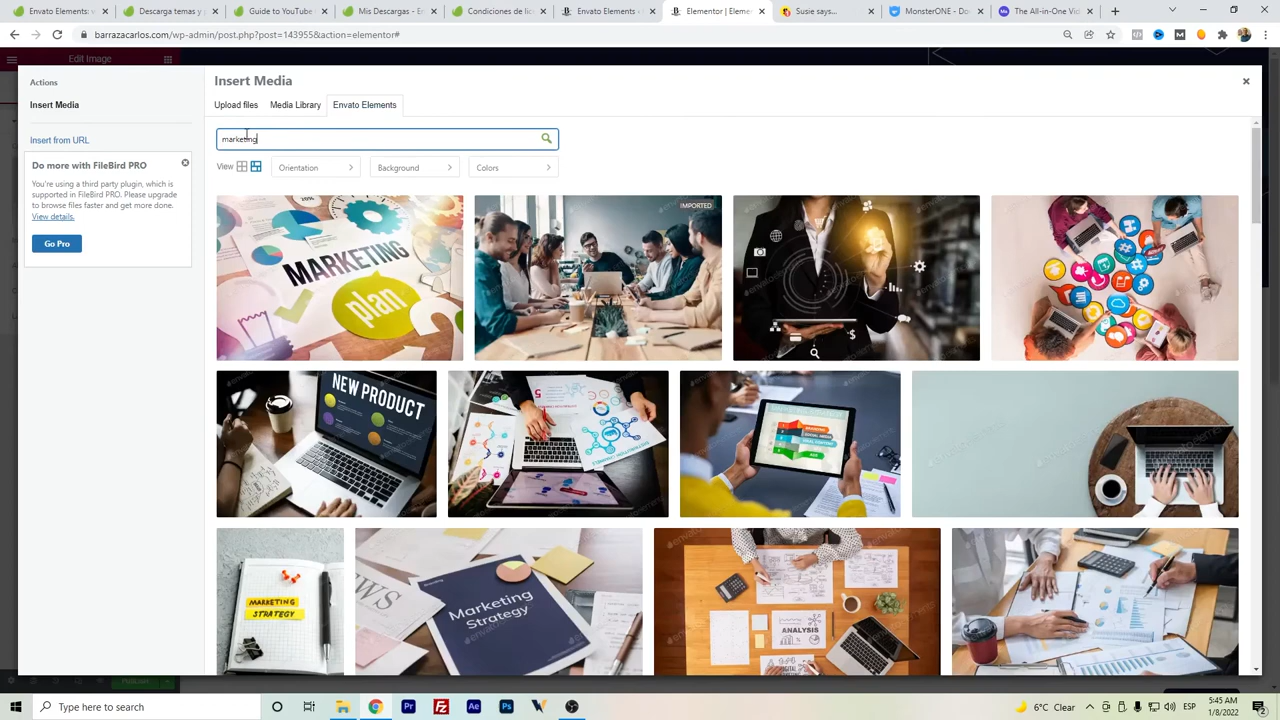 Envato Elements
Descarga temas y
Guide to YouTube
Mis Descargas - En
Condiciones de lic
Envato Elements
Elementor | Eleme
Susie says...
MonsterONE - Do
The All-in-One Vid
barrazacarlos.com/wp-admin/post.php?post=143955&action=elementor#
Edit Image
Actions
Insert Media
Insert from URL
Do more with FileBird PRO
You're using a third party plugin, which is
supported in FileBird PRO. Please upgrade
to browse files faster and get more done.
View details.
Go Pro
Insert Media
Upload files
Media Library
Envato Elements
marketing
View
Orientation
Background
Colors
MARKETING
plan
IMPORTED
NEW PRODUCT
MARKETING
STRATEGY
NEWS
Marketing
Strategy
ANALYSIS
Type here to search
6°C Clear
ESP
5:45 AM
1/8/2022